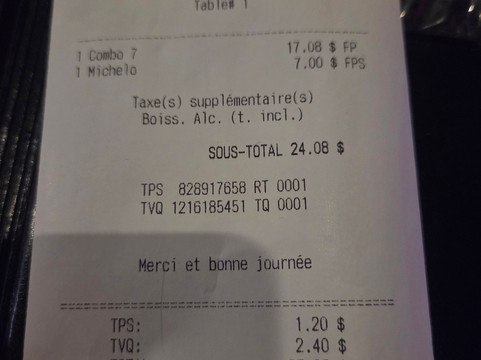 Table# 1
1 Combo 7 17.08 $ FP
1 Michelo 7.00 $ FPS
Taxe(s) supplémentaire(s)
Boiss. Alc. (t. incl.)
SOUS-TOTAL 24.08 $
TPS 828917658 RT 0001
TVQ 1216185451 TQ 0001
Merci et bonne journée
TPS: 1.20 $
TVQ: 2.40 $